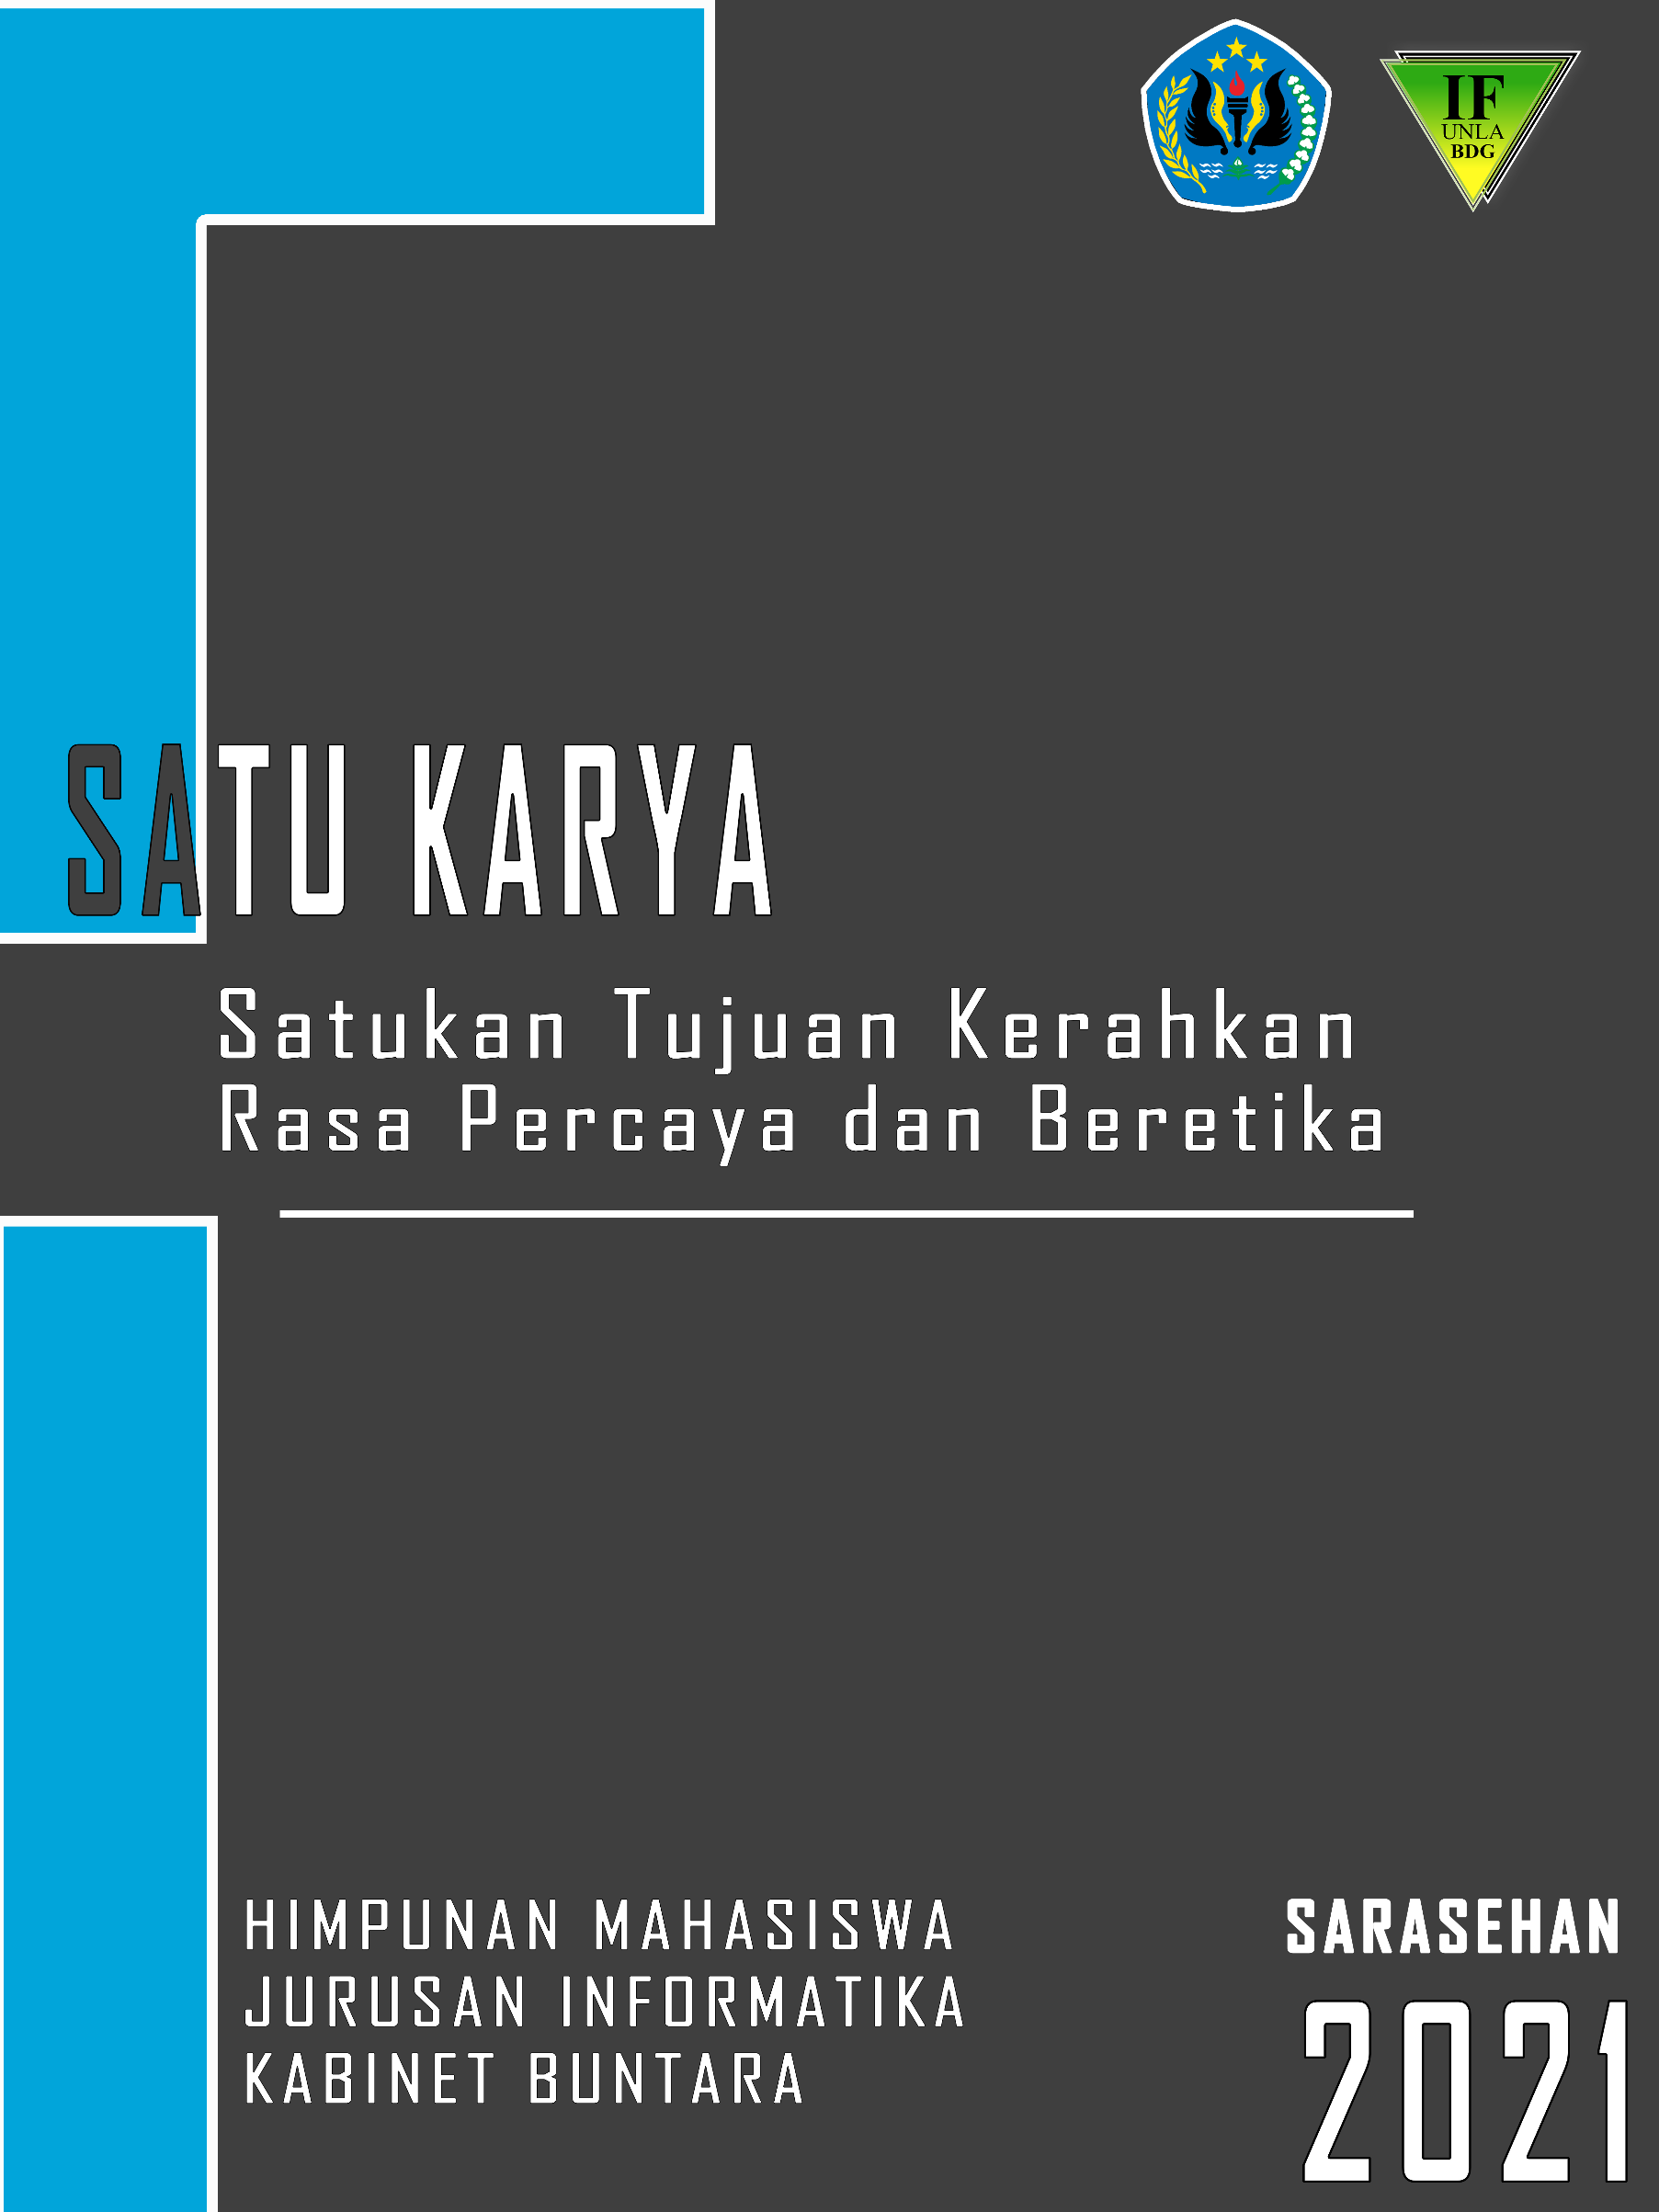 IF
UNLA
BDG
SATU KARYA
Satukan Tujuan Kerahkan
Rasa Percaya dan Beretika
HIMPUNAN MAHASISWA
JURUSAN INFORMATIKA
KABINET BUNTARA
SARASEHAN
2021